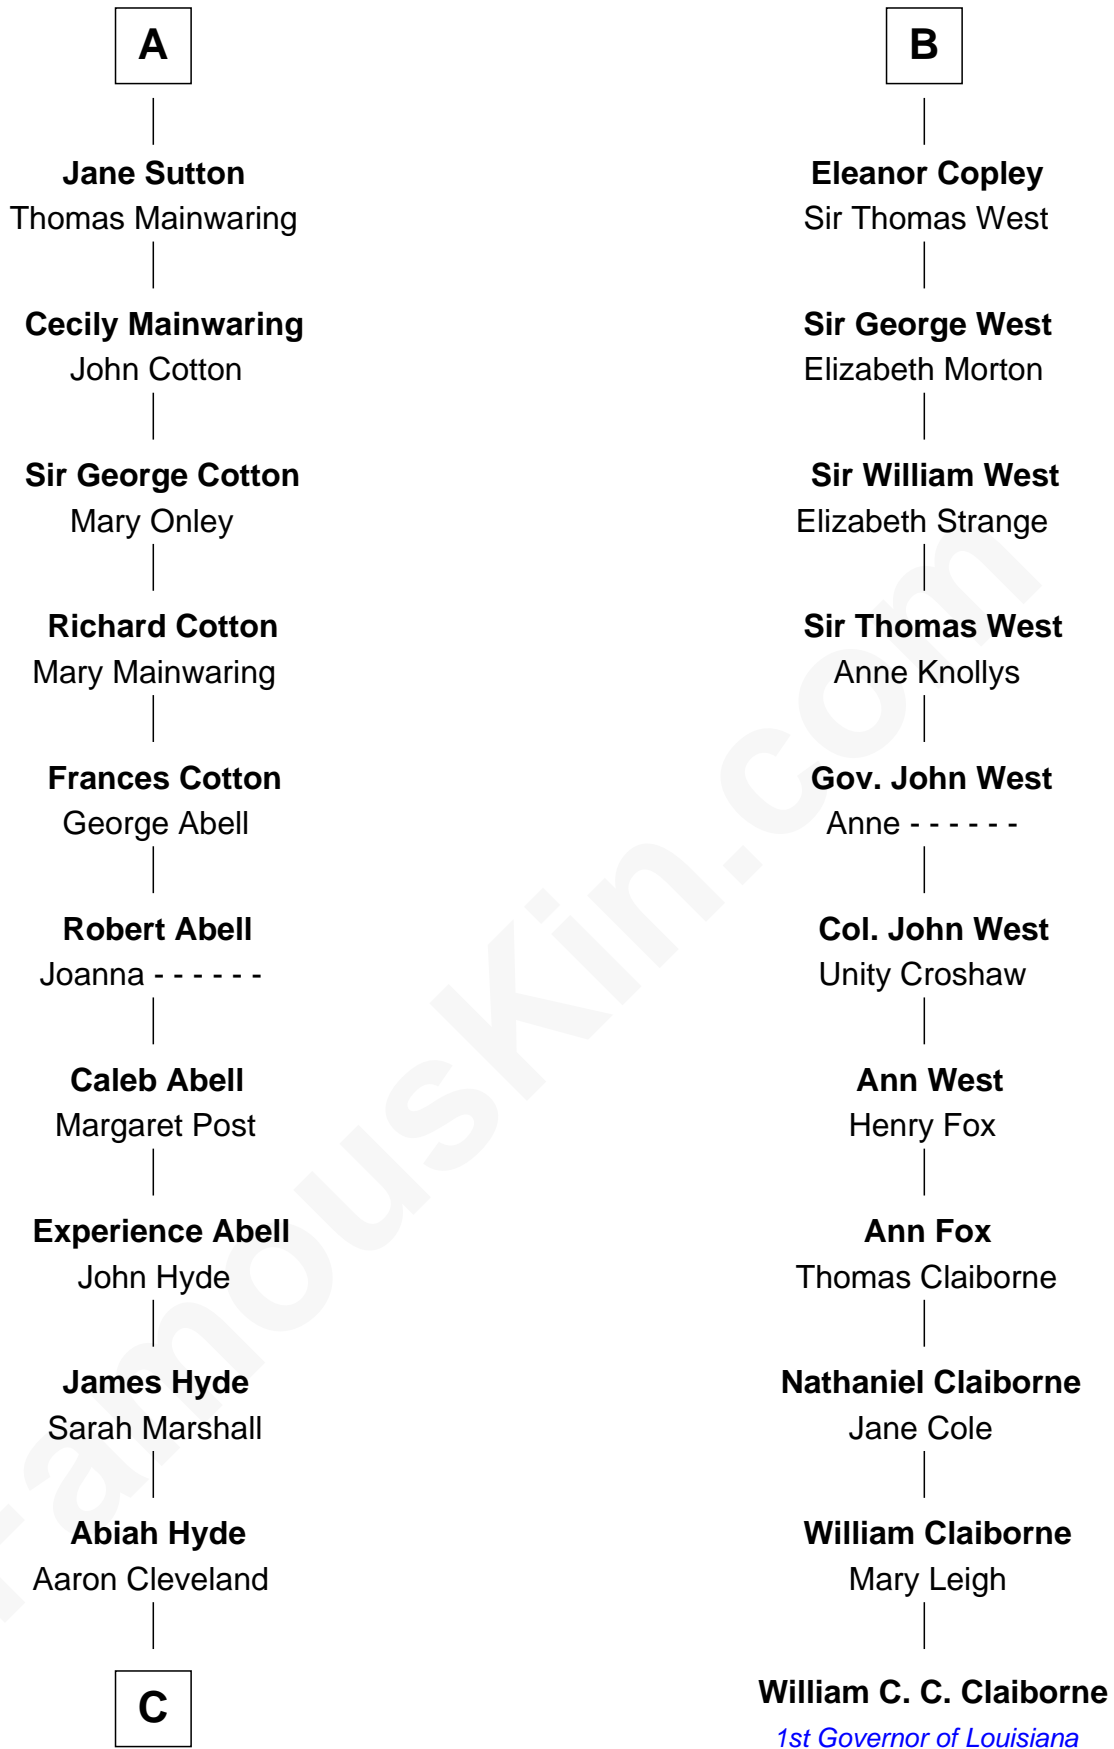 A
Jane Sutton
Thomas Mainwaring
Cecily Mainwaring
John Cotton
Sir George Cotton
Mary Onley
Richard Cotton
Mary Mainwaring
Frances Cotton
George Abell
Robert Abell
Joanna - - - - - -
Caleb Abell
Margaret Post
Experience Abell
John Hyde
James Hyde
Sarah Marshall
Abiah Hyde
Aaron Cleveland
C
B
Eleanor Copley
Sir Thomas West
Sir George West
Elizabeth Morton
Sir William West
Elizabeth Strange
Sir Thomas West
Anne Knollys
Gov. John West
Anne - - - - - -
Col. John West
Unity Croshaw
Ann West
Henry Fox
Ann Fox
Thomas Claiborne
Nathaniel Claiborne
Jane Cole
William Claiborne
Mary Leigh
William C. C. Claiborne
1st Governor of Louisiana
FamousKin.com